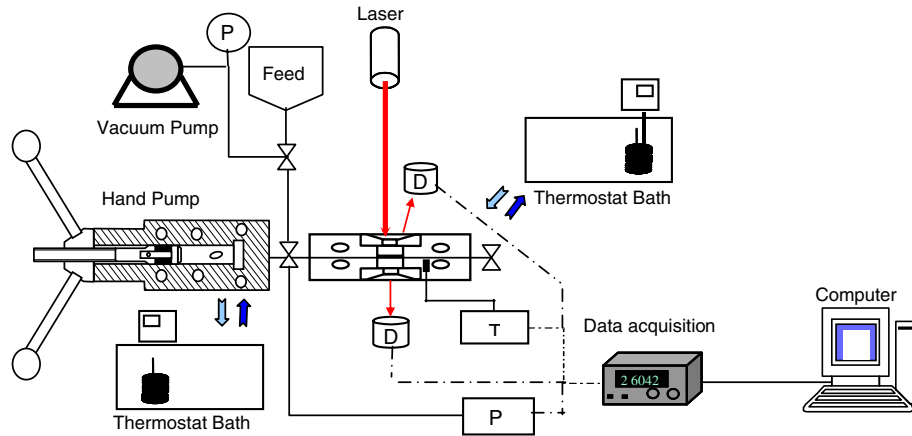 Laser
P
Feed
Vacuum Pump
D
Thermostat Bath
Hand Pump
Computer
T
Data acquisition
D
2 6042
P
Thermostat Bath